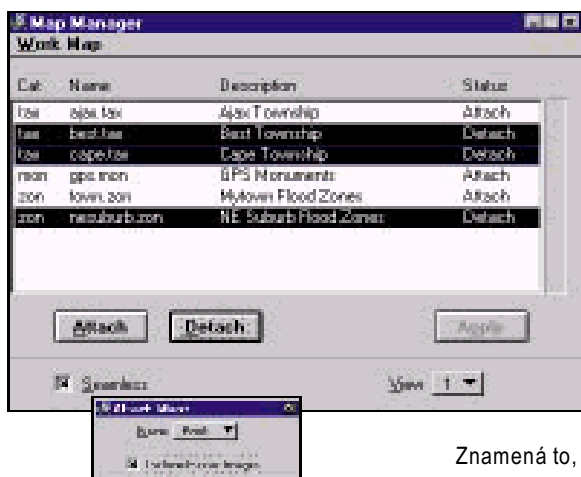 Map Manager
Work Map
Cat Name Description Status
tax ajax.tax Ajax Township Attach
tax best.tax Best Township Detach
tax cape.tax Cape Township Detach
mon gps.mon GPS Monuments Attach
zon town.zon Mytown Flood Zones Attach
zon nesuburb.zon NE Suburb Flood Zones Detach
Attach Detach Apply
Seamless View 1
Attach
Znamená to,